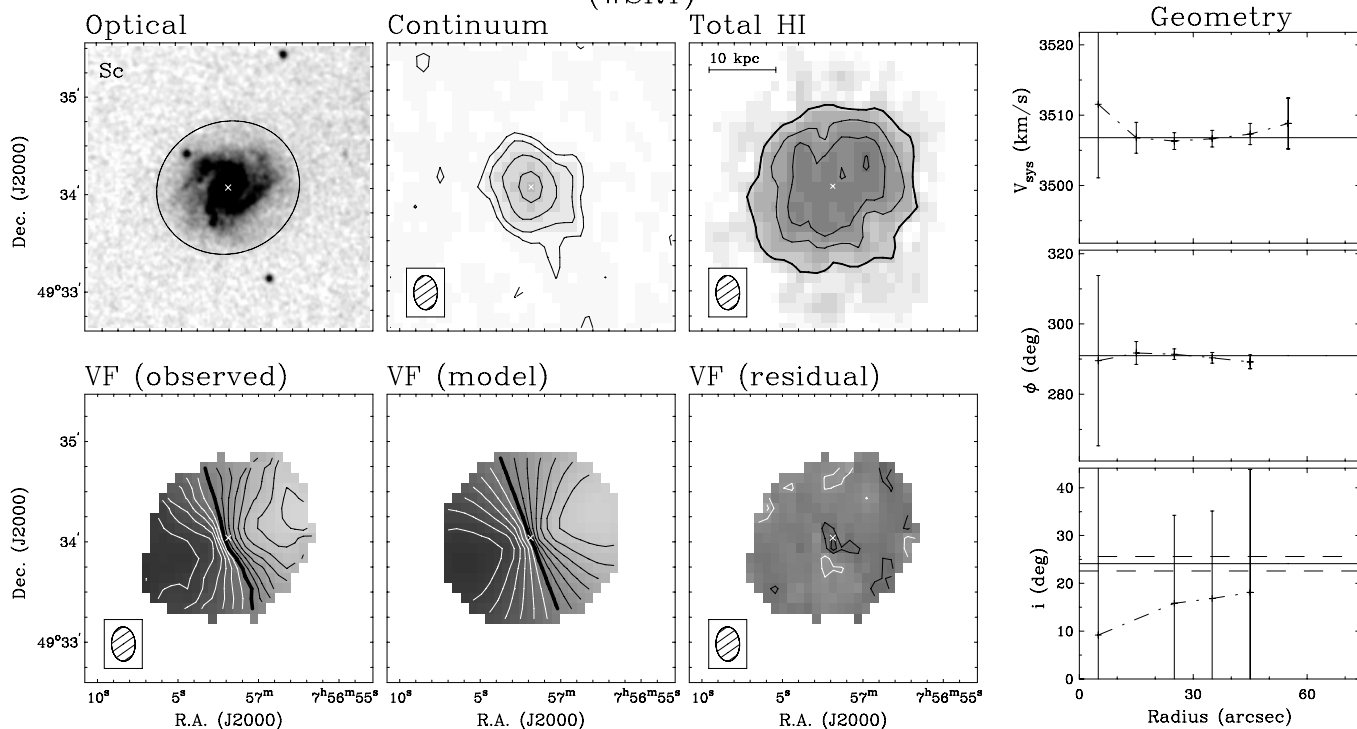 (WSRT)
Optical
Continuum
Total HI
Geometry
Sc
10 kpc
35′
34′
49°33′
Dec. (J2000)
3520
3510
3500
V_sys (km/s)
320
300
280
ϕ (deg)
VF (observed)
VF (model)
VF (residual)
35′
34′
49°33′
Dec. (J2000)
40
30
20
10
0
i (deg)
10ˢ 5ˢ 57ᵐ 7ʰ56ᵐ55ˢ
10ˢ 5ˢ 57ᵐ 7ʰ56ᵐ55ˢ
10ˢ 5ˢ 57ᵐ 7ʰ56ᵐ55ˢ
0 30 60
R.A. (J2000)
R.A. (J2000)
R.A. (J2000)
Radius (arcsec)